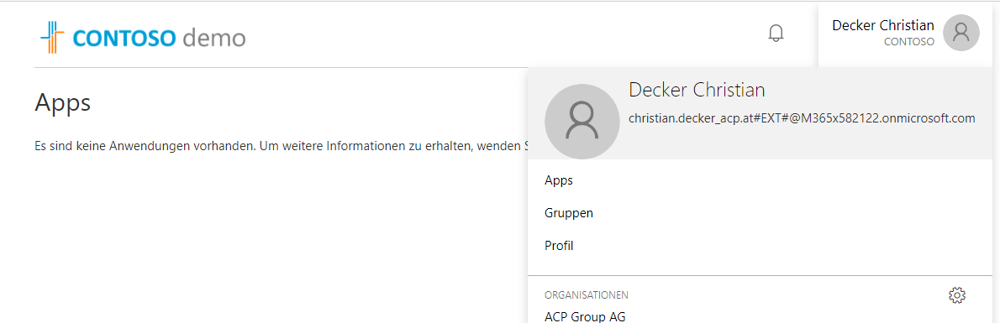 CONTOSO demo
Decker Christian
CONTOSO
Apps
Es sind keine Anwendungen vorhanden. Um weitere Informationen zu erhalten, wenden
Decker Christian
christian.decker_acp.at#EXT#@M365x582122.onmicrosoft.com
Apps
Gruppen
Profil
ORGANISATIONEN
ACP Group AG